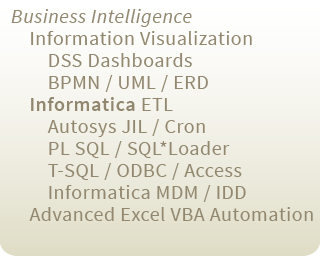 Business Intelligence
Information Visualization
DSS Dashboards
BPMN / UML / ERD
Informatica ETL
Autosys JIL / Cron
PL SQL / SQL*Loader
T-SQL / ODBC / Access
Informatica MDM / IDD
Advanced Excel VBA Automation